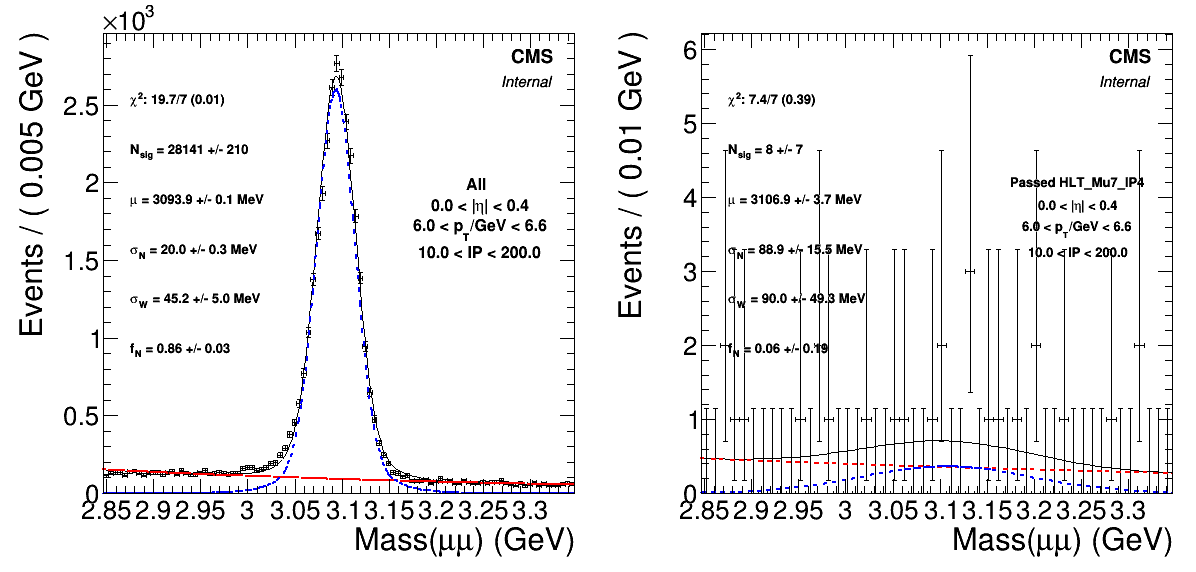 ×10³
CMS
Internal
χ²: 19.7/7 (0.01)
N_sig = 28141 +/- 210
μ = 3093.9 +/- 0.1 MeV
σ_N = 20.0 +/- 0.3 MeV
σ_W = 45.2 +/- 5.0 MeV
f_N = 0.86 +/- 0.03
All
0.0 < |η| < 0.4
6.0 < p_T/GeV < 6.6
10.0 < IP < 200.0
Events / ( 0.005 GeV )
2.5
2
1.5
1
0.5
0
2.85 2.9 2.95 3 3.05 3.1 3.15 3.2 3.25 3.3
Mass(μμ) (GeV)
CMS
Internal
χ²: 7.4/7 (0.39)
N_sig = 8 +/- 7
μ = 3106.9 +/- 3.7 MeV
σ_N = 88.9 +/- 15.5 MeV
σ_W = 90.0 +/- 49.3 MeV
f_N = 0.06 +/- 0.19
Passed HLT_Mu7_IP4
0.0 < |η| < 0.4
6.0 < p_T/GeV < 6.6
10.0 < IP < 200.0
Events / ( 0.01 GeV )
6
5
4
3
2
1
0
2.85 2.9 2.95 3 3.05 3.1 3.15 3.2 3.25 3.3
Mass(μμ) (GeV)